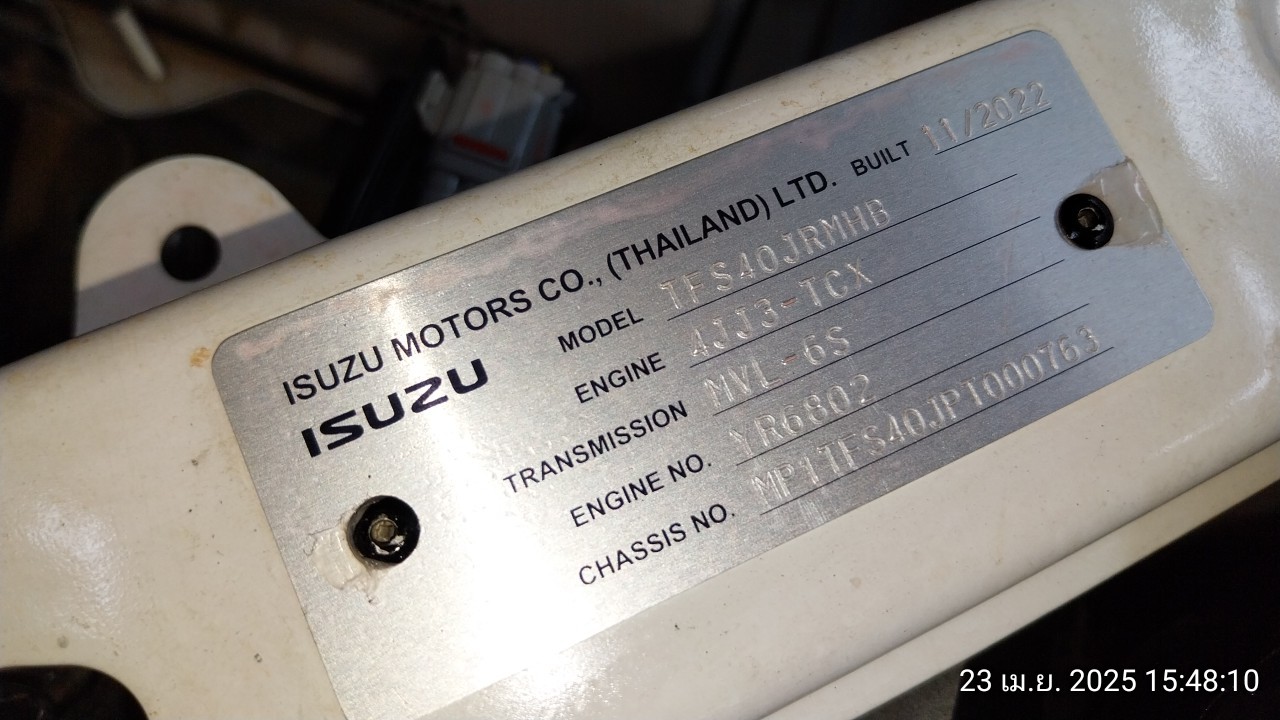 ISUZU MOTORS CO., (THAILAND) LTD. BUILT 11/2022
ISUZU
MODEL TFS40JRMHB
ENGINE 4JJ3-TCX
TRANSMISSION MVL-6S
ENGINE NO. YR6802
CHASSIS NO. MP1TFS40JPT000763
23 เม.ย. 2025 15:48:10